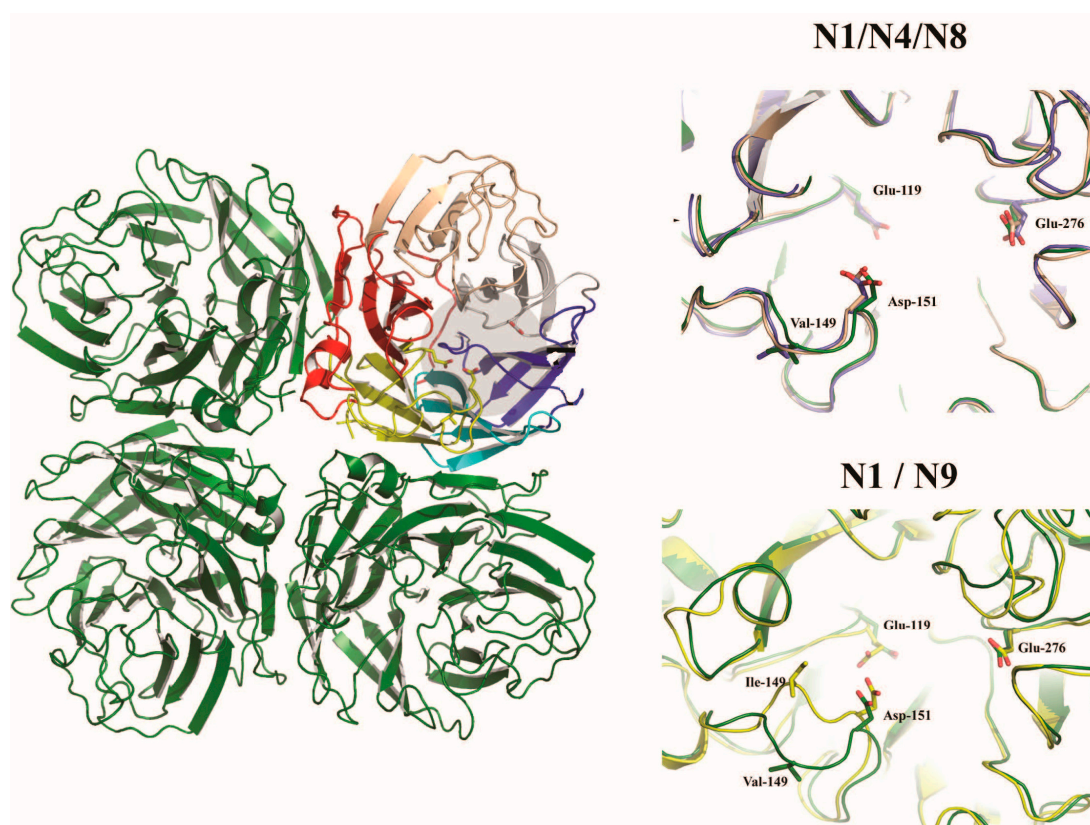 N1/N4/N8
Glu-119
Glu-276
Asp-151
Val-149
N1 / N9
Glu-119
Glu-276
Ile-149
Asp-151
Val-149